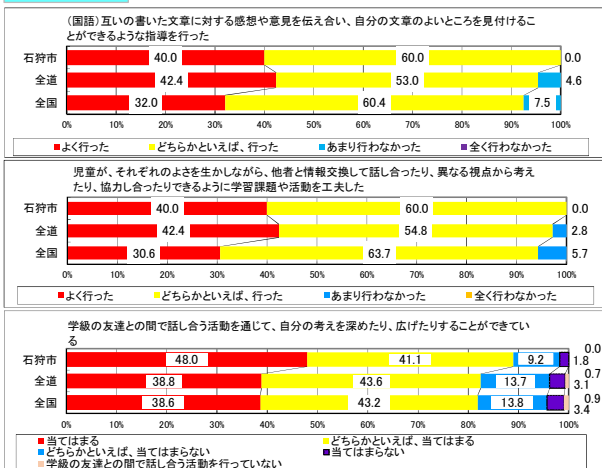 (国語)互いの書いた文章に対する感想や意見を伝え合い、自分の文章のよいところを見付けるこ
とができるような指導を行った
石狩市 40.0 60.0 0.0
全道 42.4 53.0 4.6
全国 32.0 60.4 7.5
0% 10% 20% 30% 40% 50% 60% 70% 80% 90% 100%
■よく行った ■どちらかといえば、行った ■あまり行わなかった ■全く行わなかった
児童が、それぞれのよさを生かしながら、他者と情報交換して話し合ったり、異なる視点から考え
たり、協力し合ったりできるように学習課題や活動を工夫した
石狩市 40.0 60.0 0.0
全道 42.4 54.8 2.8
全国 30.6 63.7 5.7
0% 10% 20% 30% 40% 50% 60% 70% 80% 90% 100%
■よく行った ■どちらかといえば、行った ■あまり行わなかった ■全く行わなかった
学級の友達との間で話し合う活動を通じて、自分の考えを深めたり、広げたりすることができてい
る
石狩市 48.0 41.1 9.2 1.8 0.0
全道 38.8 43.6 13.7 3.1 0.7
全国 38.6 43.2 13.8 3.4 0.9
0% 10% 20% 30% 40% 50% 60% 70% 80% 90% 100%
■当てはまる ■どちらかといえば、当てはまる
■どちらかといえば、当てはまらない ■当てはまらない
■学級の友達との間で話し合う活動を行っていない